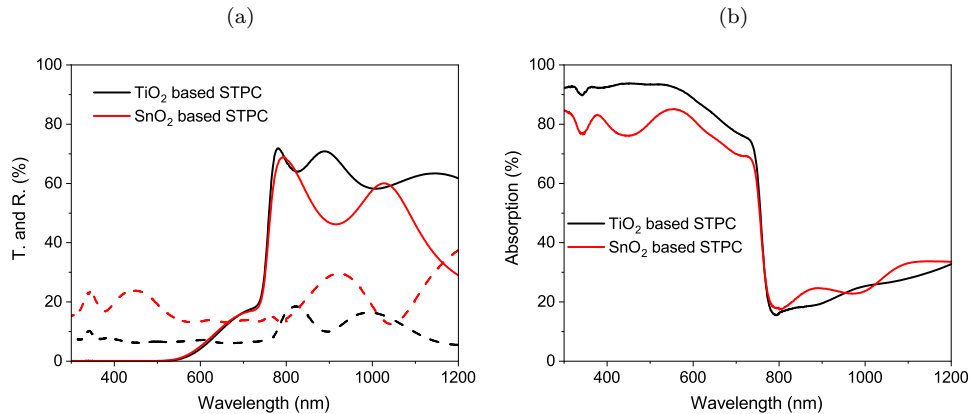 (a)
100
80
60
40
20
0
T. and R. (%)
TiO₂ based STPC
SnO₂ based STPC
400 600 800 1000 1200
Wavelength (nm)
(b)
100
80
60
40
20
0
Absorption (%)
TiO₂ based STPC
SnO₂ based STPC
400 600 800 1000 1200
Wavelength (nm)